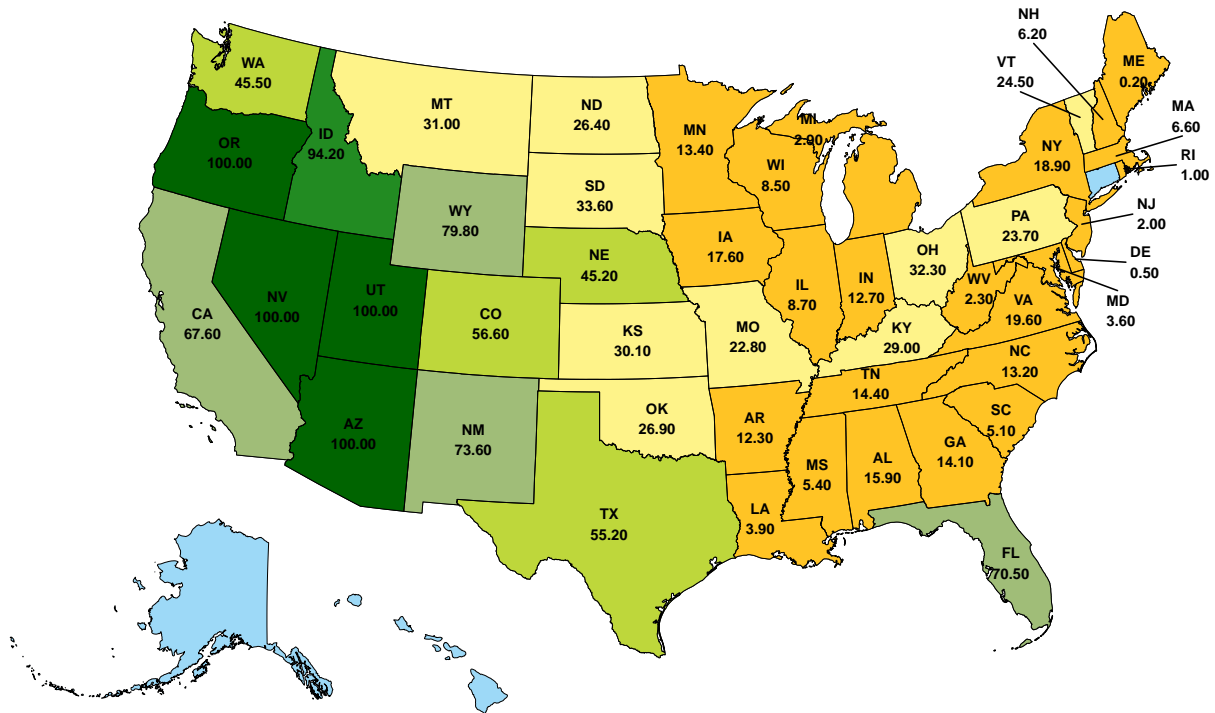 NH
6.20
VT
24.50
ME
0.20
WA
45.50
MT
31.00
ND
26.40
MN
13.40
MI
2.00
MA
6.60
ID
94.20
OR
100.00
WI
8.50
NY
18.90
RI
1.00
SD
33.60
WY
79.80
NJ
2.00
PA
23.70
IA
17.60
NE
45.20
OH
32.30
DE
0.50
UT
100.00
NV
100.00
IL
8.70
IN
12.70
WV
2.30
VA
19.60
MD
3.60
CA
67.60
CO
56.60
KS
30.10
MO
22.80
KY
29.00
NC
13.20
TN
14.40
AZ
100.00
NM
73.60
OK
26.90
AR
12.30
SC
5.10
GA
14.10
MS
5.40
AL
15.90
TX
55.20
LA
3.90
FL
70.50